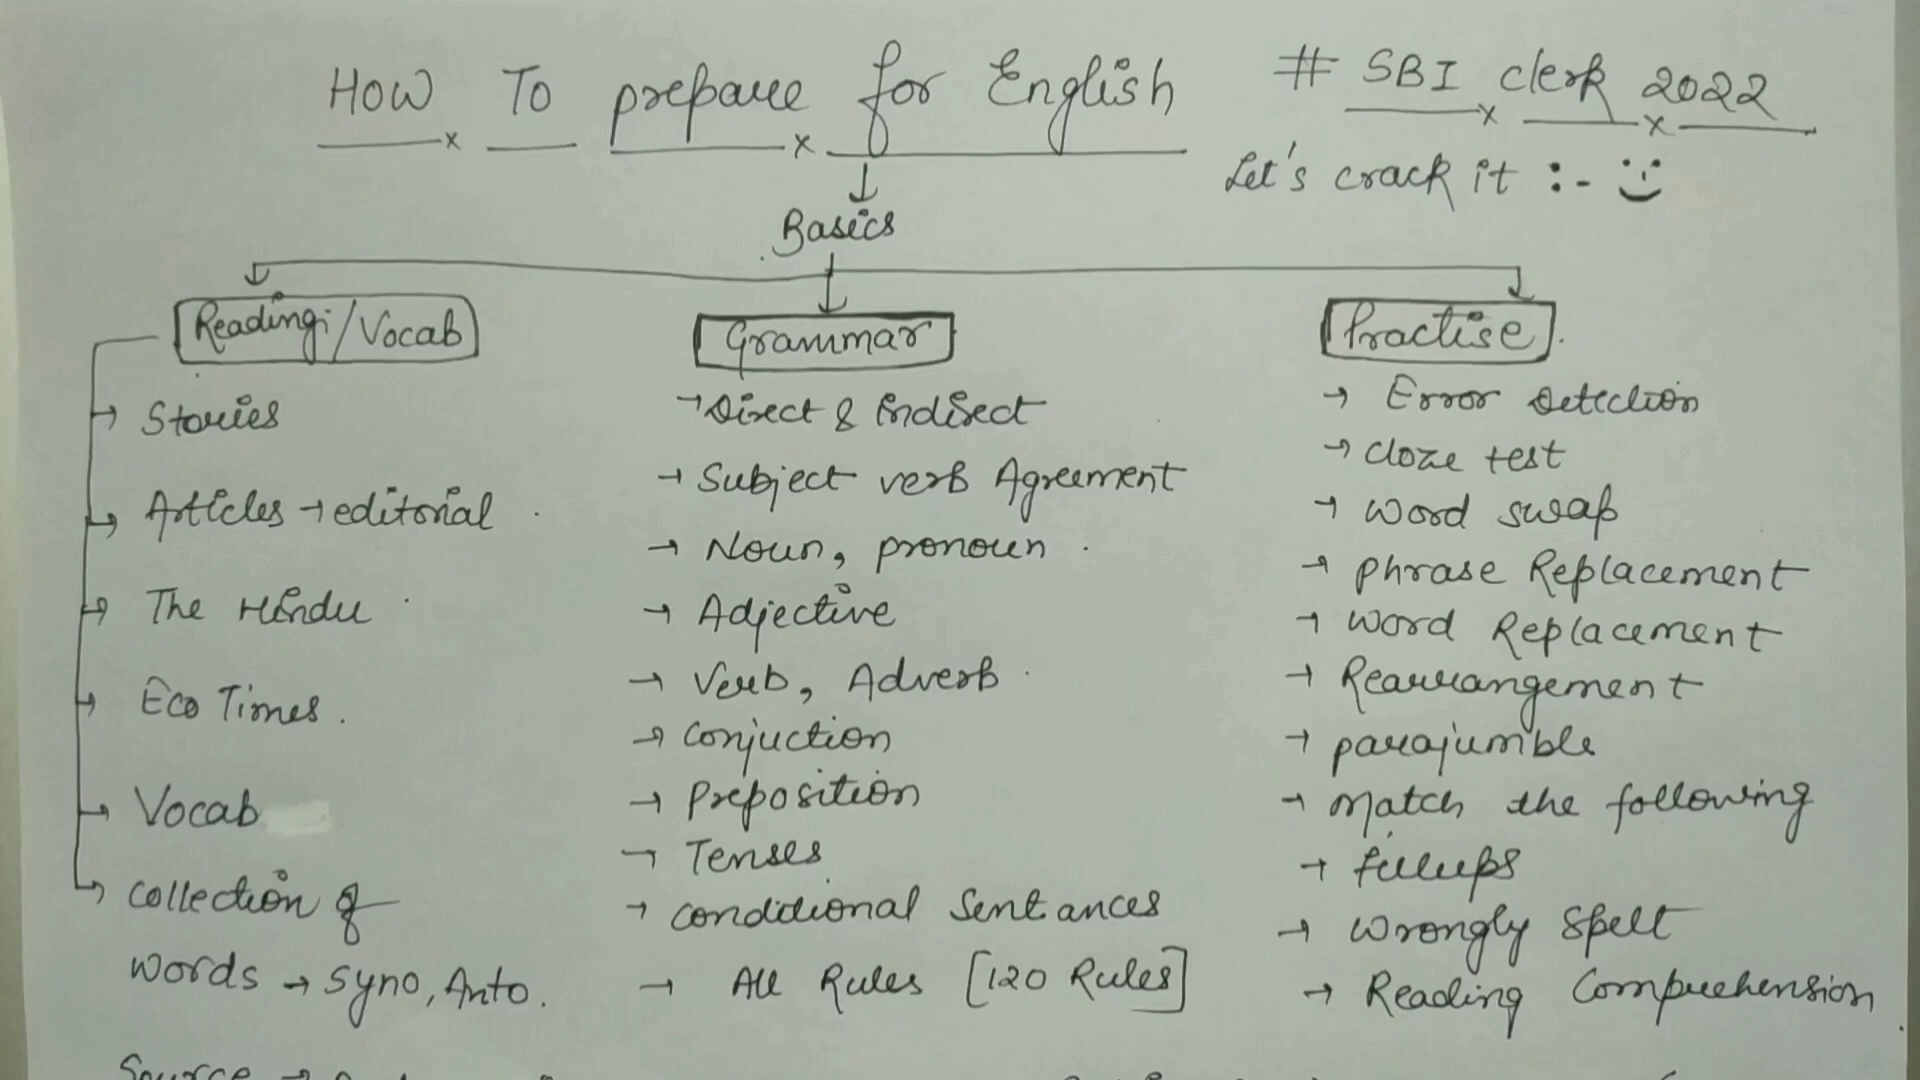 How To prepare for English
# SBI clerk 2022
Let's crack it :-
Basics
Reading/Vocab
→ Stories
→ Articles → editorial
→ The Hindu
→ Eco Times.
→ Vocab
→ collection of
words → Syno, Anto.
Grammar
→ Direct & indirect
→ Subject verb Agreement
→ Noun, pronoun
→ Adjective
→ Verb, Adverb
→ conjuction
→ Preposition
→ Tenses
→ conditional Sentances
→ All Rules [120 Rules]
Practise
→ Error detection
→ Cloze test
→ word swap
→ phrase Replacement
→ word Replacement
→ Rearrangement
→ parajumble
→ Match the following
→ fillups
→ wrongly Spelt
→ Reading Comprehension
Source →